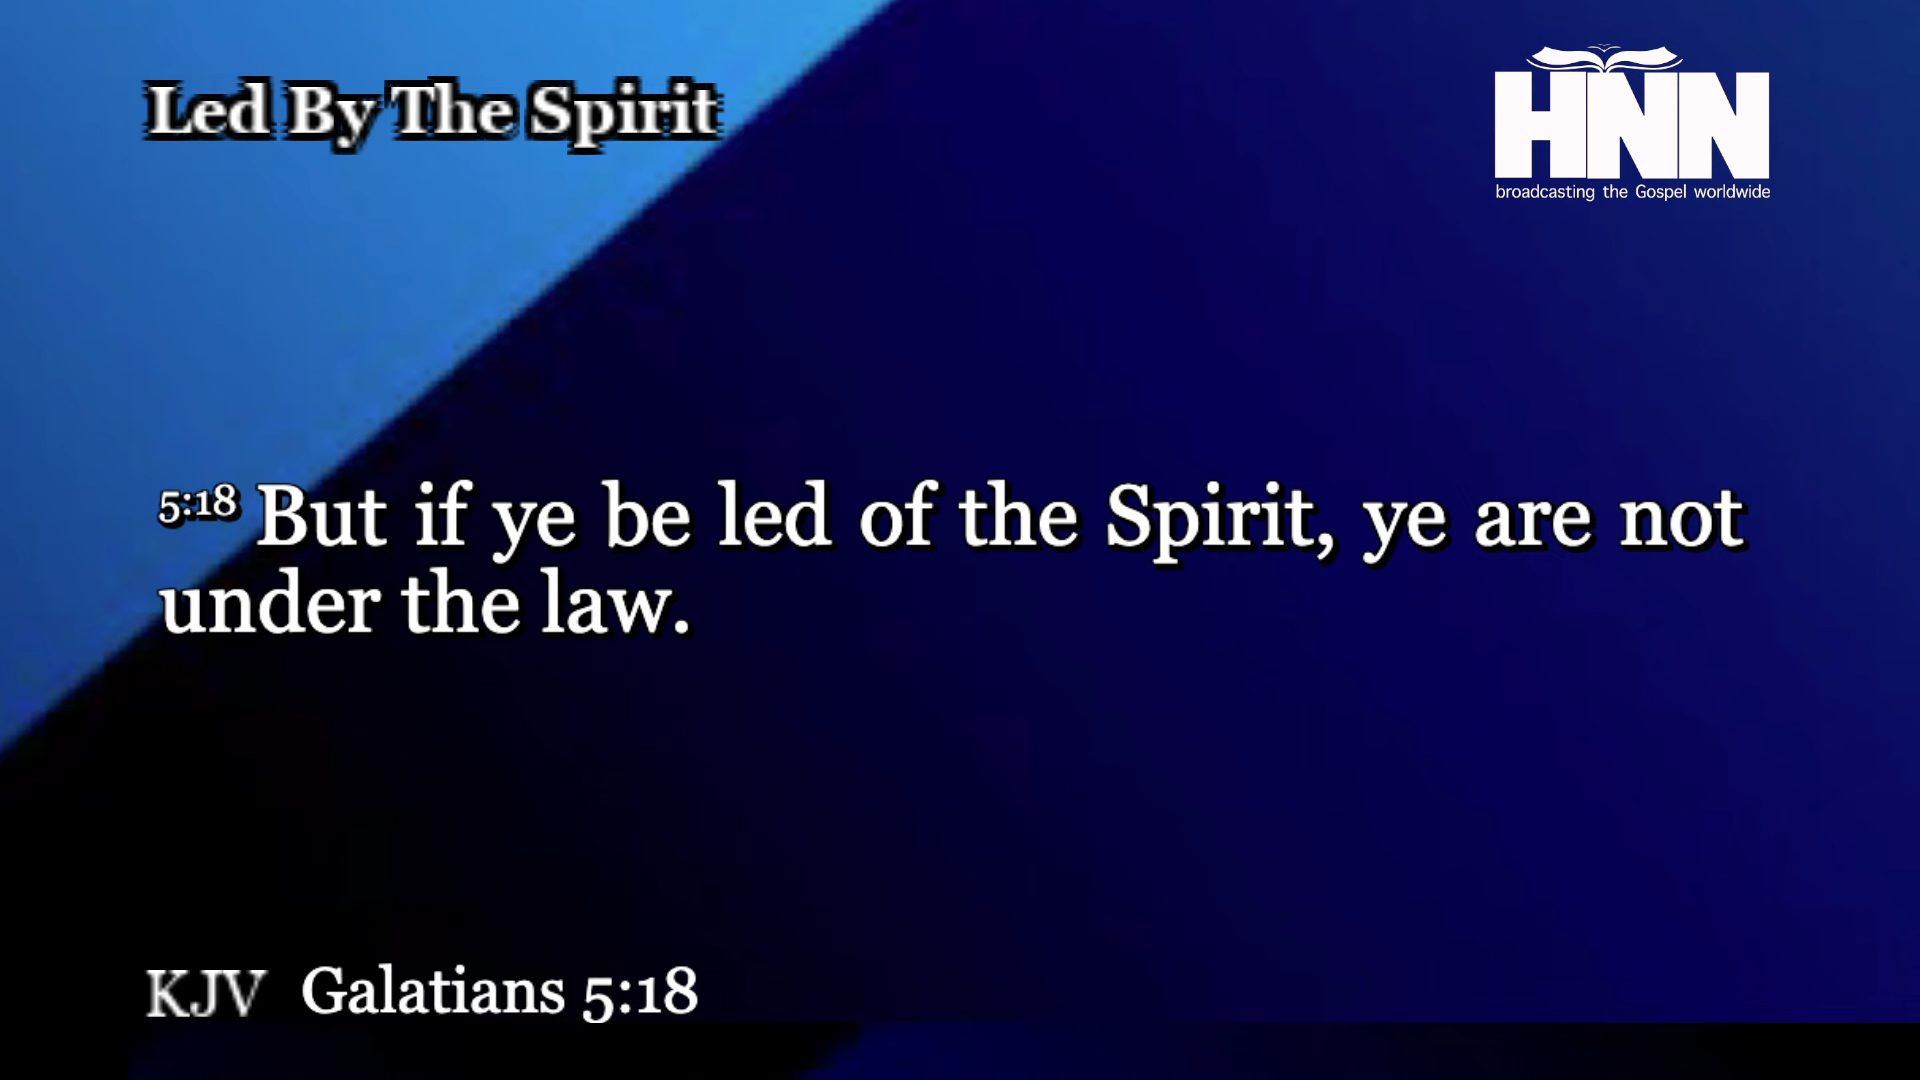 Led By The Spirit
HNN
broadcasting the Gospel worldwide
5:18 But if ye be led of the Spirit, ye are not
under the law.
KJV Galatians 5:18